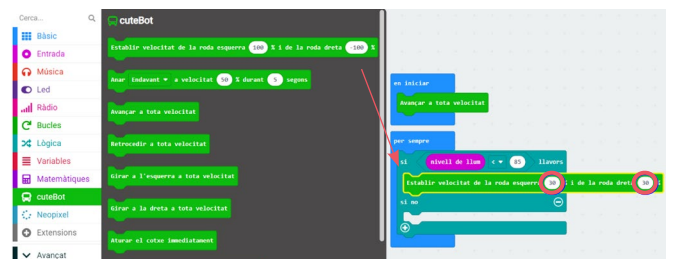 Cerca...
Bàsic
Entrada
Música
Led
Ràdio
Bucles
Lògica
Variables
Matemàtiques
cuteBot
Neopixel
Extensions
Avançat
cuteBot
Establir velocitat de la roda esquerra 100 % i de la roda dreta -100 %
Anar Endavant a velocitat 50 % durant 5 segons
Avançar a tota velocitat
Retrocedir a tota velocitat
Girar a l'esquerra a tota velocitat
Girar a la dreta a tota velocitat
Aturar el cotxe immediatament
en iniciar
Avançar a tota velocitat
per sempre
si nivell de llum < 85 llavors
Establir velocitat de la roda esquerra 30 % i de la roda dreta 30 %
si no